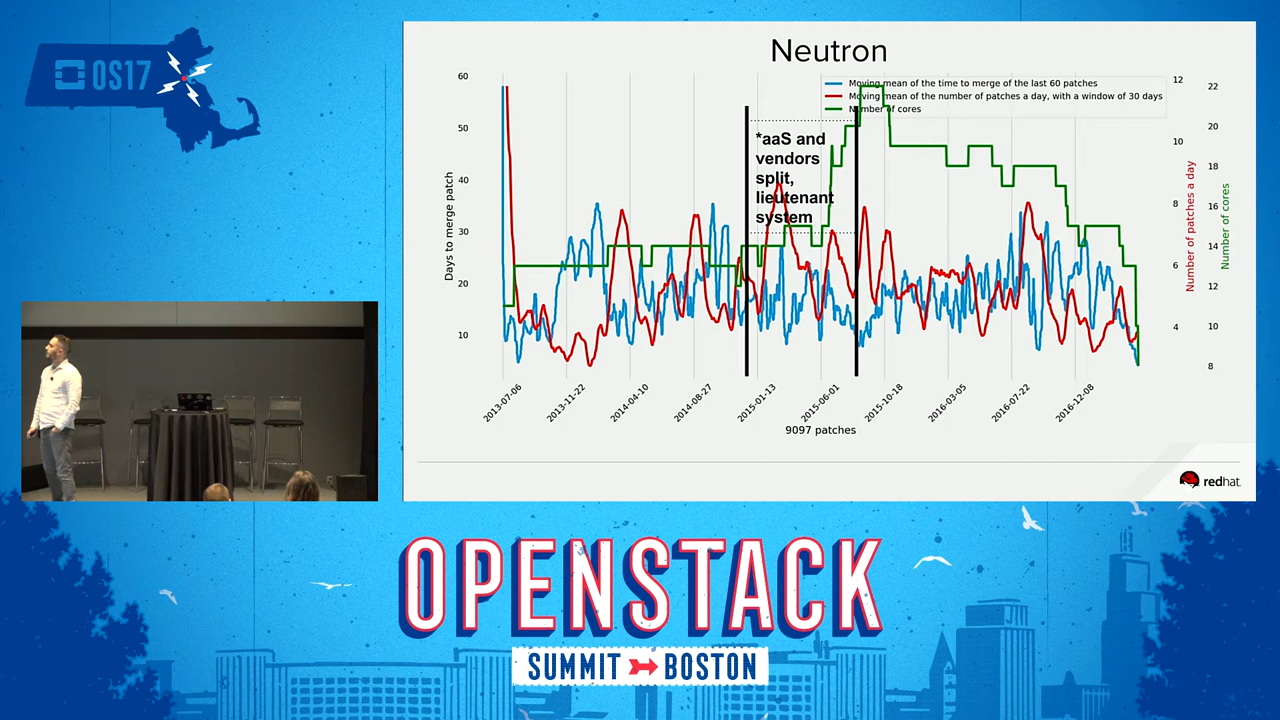 OS17
Neutron
Moving mean of the time to merge of the last 60 patches
Moving mean of the number of patches a day, with a window of 30 days
Number of cores
60
50
40
30
20
10
Days to merge patch
*aaS and
vendors
split,
lieutenant
system
12
10
8
6
4
Number of patches a day
22
20
18
16
14
12
10
8
Number of cores
2013-07-06
2013-11-22
2014-04-10
2014-08-27
2015-01-13
2015-06-01
2015-10-18
2016-03-05
2016-07-22
2016-12-08
9097 patches
redhat.
OPENSTACK
SUMMIT BOSTON